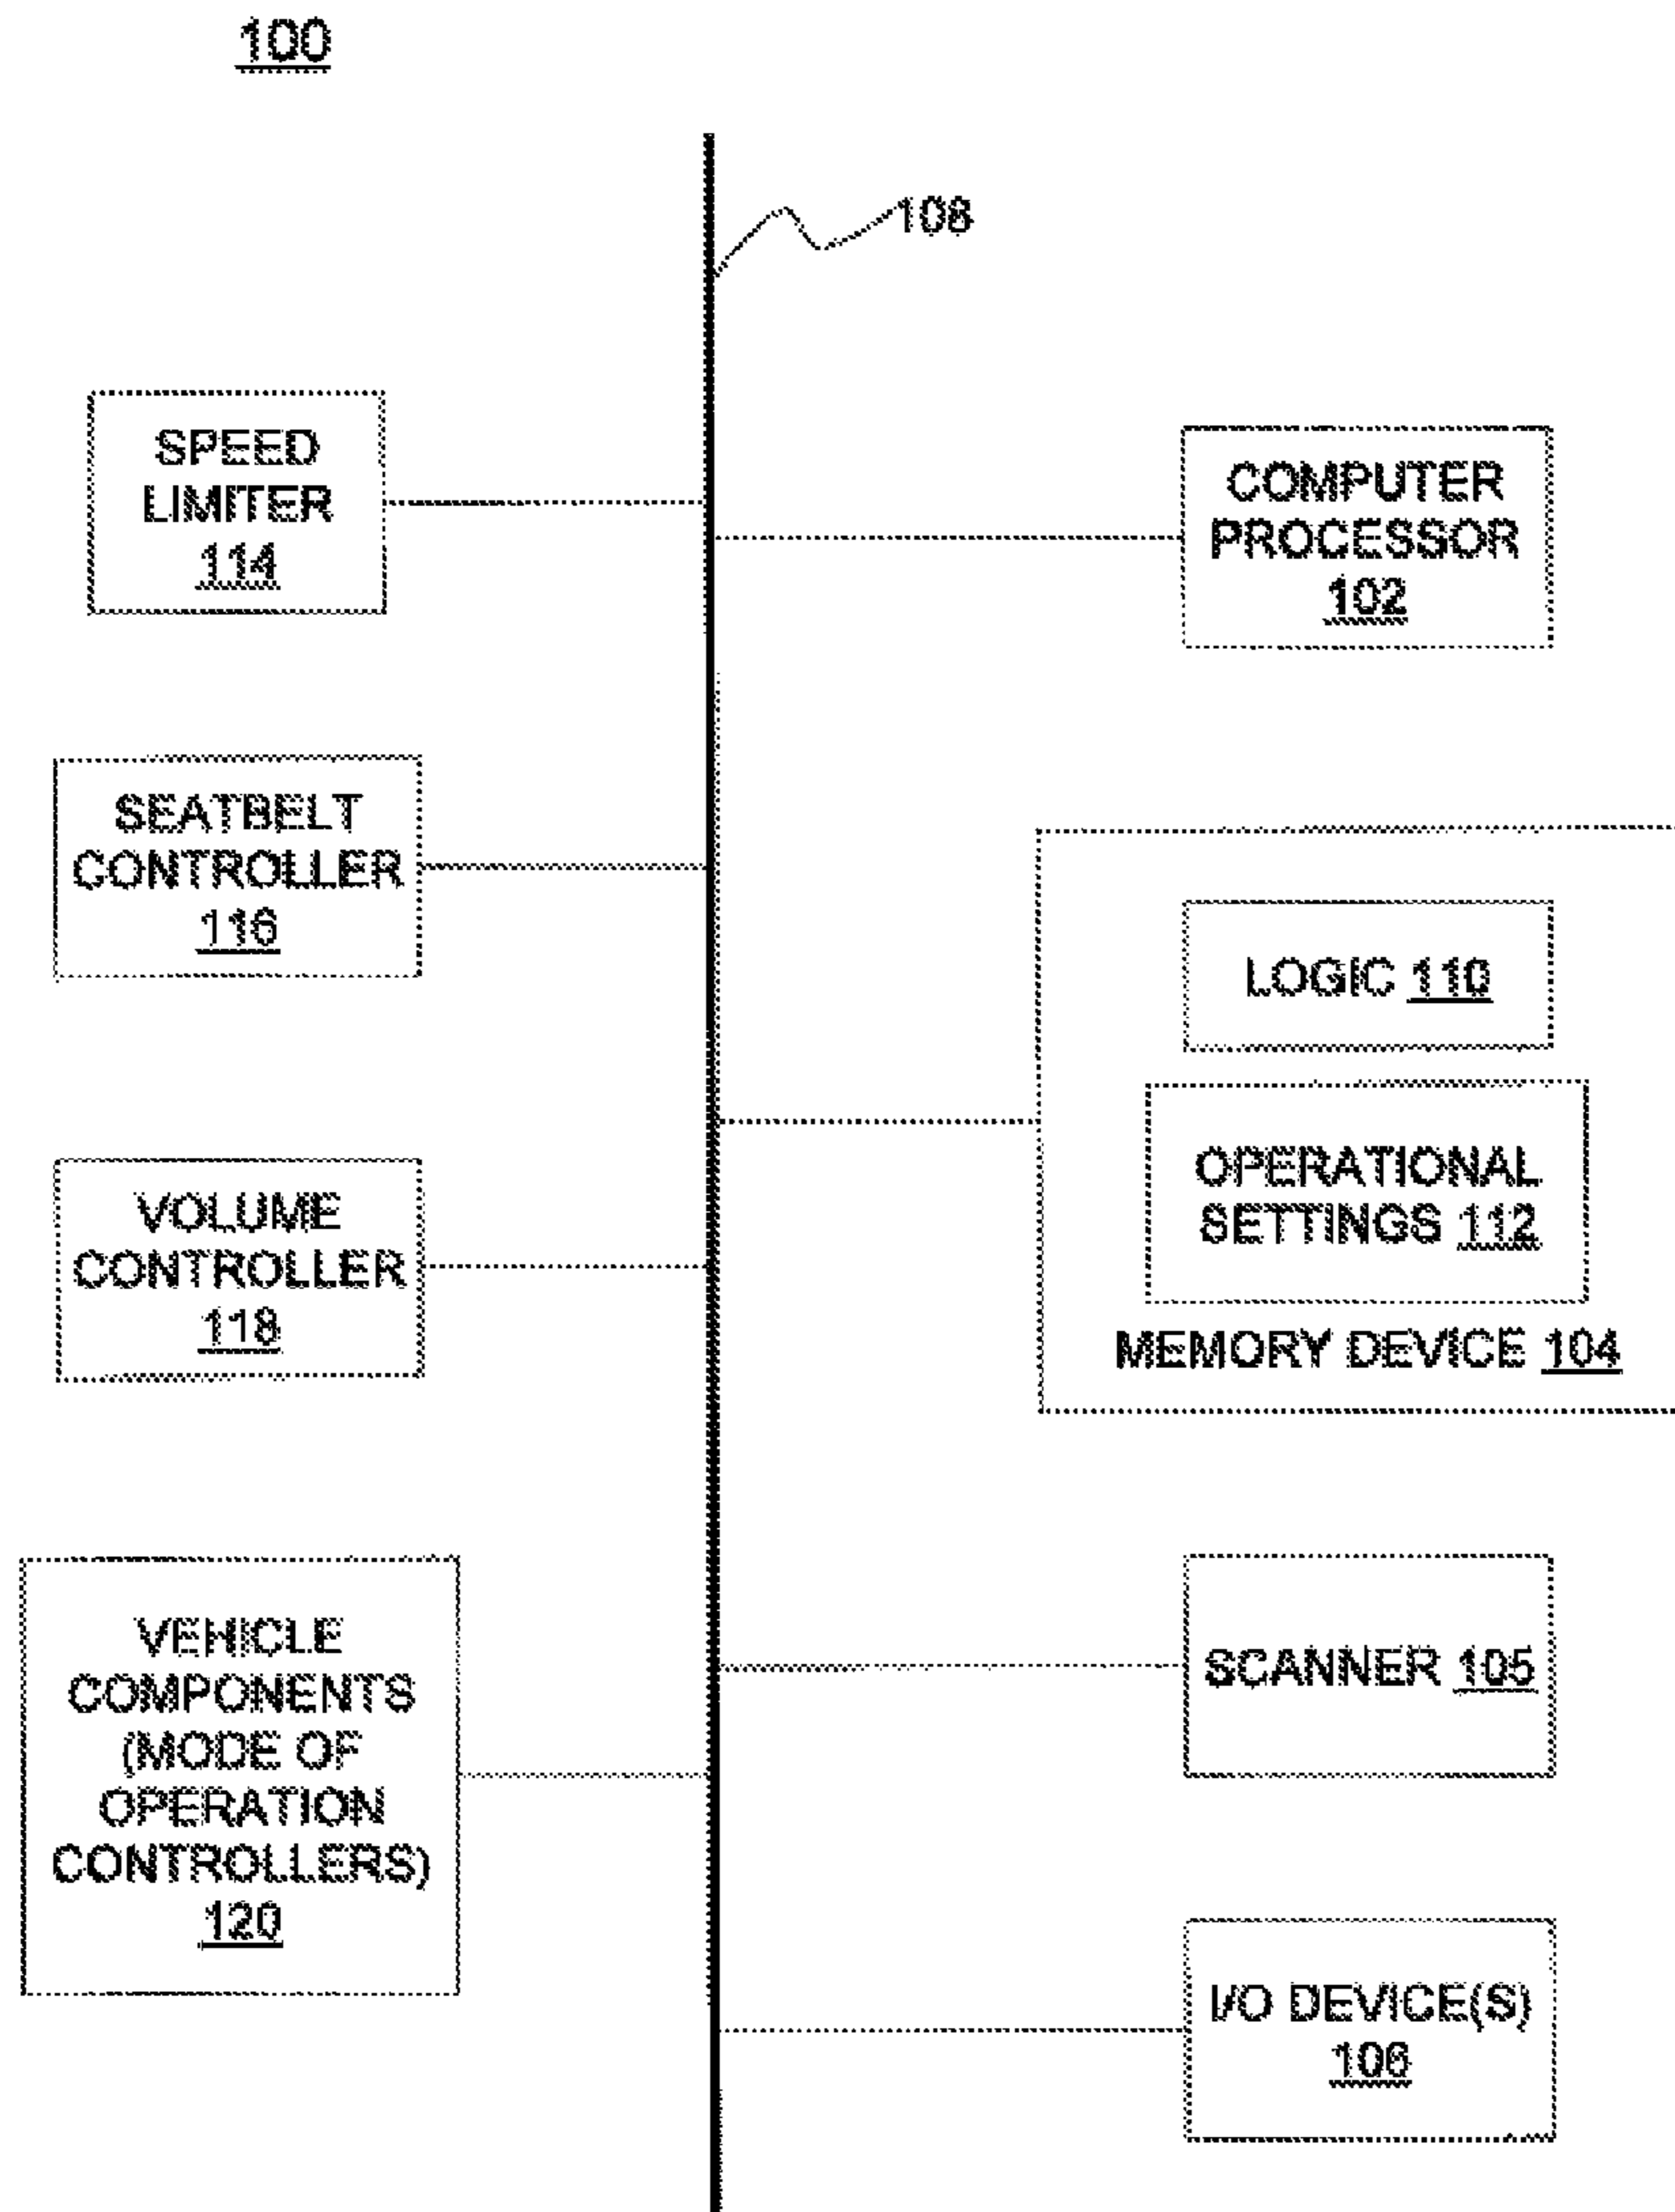 100
108
SPEED
LIMITER
114
COMPUTER
PROCESSOR
102
SEATBELT
CONTROLLER
116
LOGIC 110
OPERATIONAL
SETTINGS 112
MEMORY DEVICE 104
VOLUME
CONTROLLER
118
VEHICLE
COMPONENTS
(MODE OF
OPERATION
CONTROLLERS)
120
SCANNER 105
I/O DEVICE(S)
106